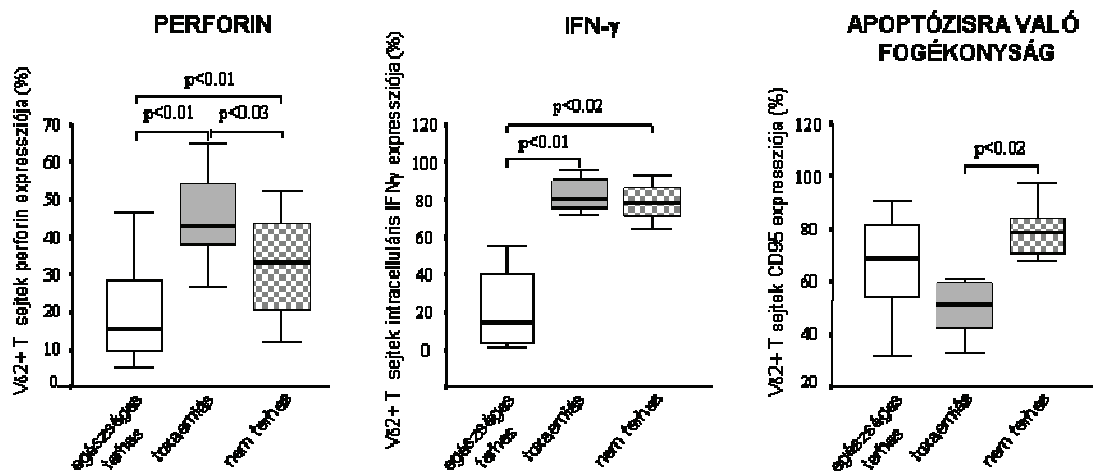 PERFORIN
Vδ2+ T sejtek perforin expressziója (%)
70
60
50
40
30
20
10
0
p<0.01
p<0.01
p<0.03
egészséges
terhes
toxaemiás
nem terhes
IFN-γ
Vδ2+ T sejtek intracelluláris IFNγ expressziója (%)
120
100
80
60
40
20
0
p<0.02
p<0.01
egészséges
terhes
toxaemiás
nem terhes
APOPTÓZISRA VALÓ
FOGÉKONYSÁG
Vδ2+ T sejtek CD95 expressziója (%)
120
100
80
60
40
20
p<0.02
egészséges
terhes
toxaemiás
nem terhes